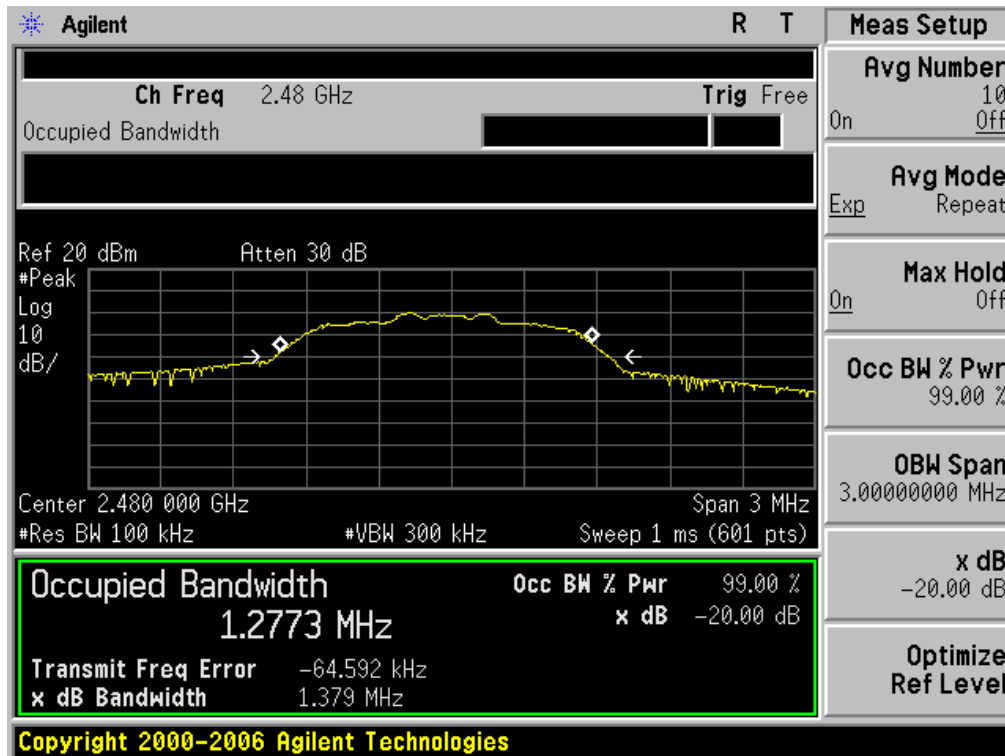 Agilent R T
Ch Freq 2.48 GHz Trig Free
Occupied Bandwidth
Ref 20 dBm Atten 30 dB
#Peak
Log
10
dB/
Center 2.480 000 GHz Span 3 MHz
#Res BW 100 kHz #VBW 300 kHz Sweep 1 ms (601 pts)
Occupied Bandwidth
1.2773 MHz
Occ BW % Pwr 99.00 %
x dB -20.00 dB
Transmit Freq Error -64.592 kHz
x dB Bandwidth 1.379 MHz
Copyright 2000-2006 Agilent Technologies
Meas Setup
Avg Number
10
On Off
Avg Mode
Exp Repeat
Max Hold
On Off
Occ BW % Pwr
99.00 %
OBW Span
3.00000000 MHz
x dB
-20.00 dB
Optimize
Ref Level